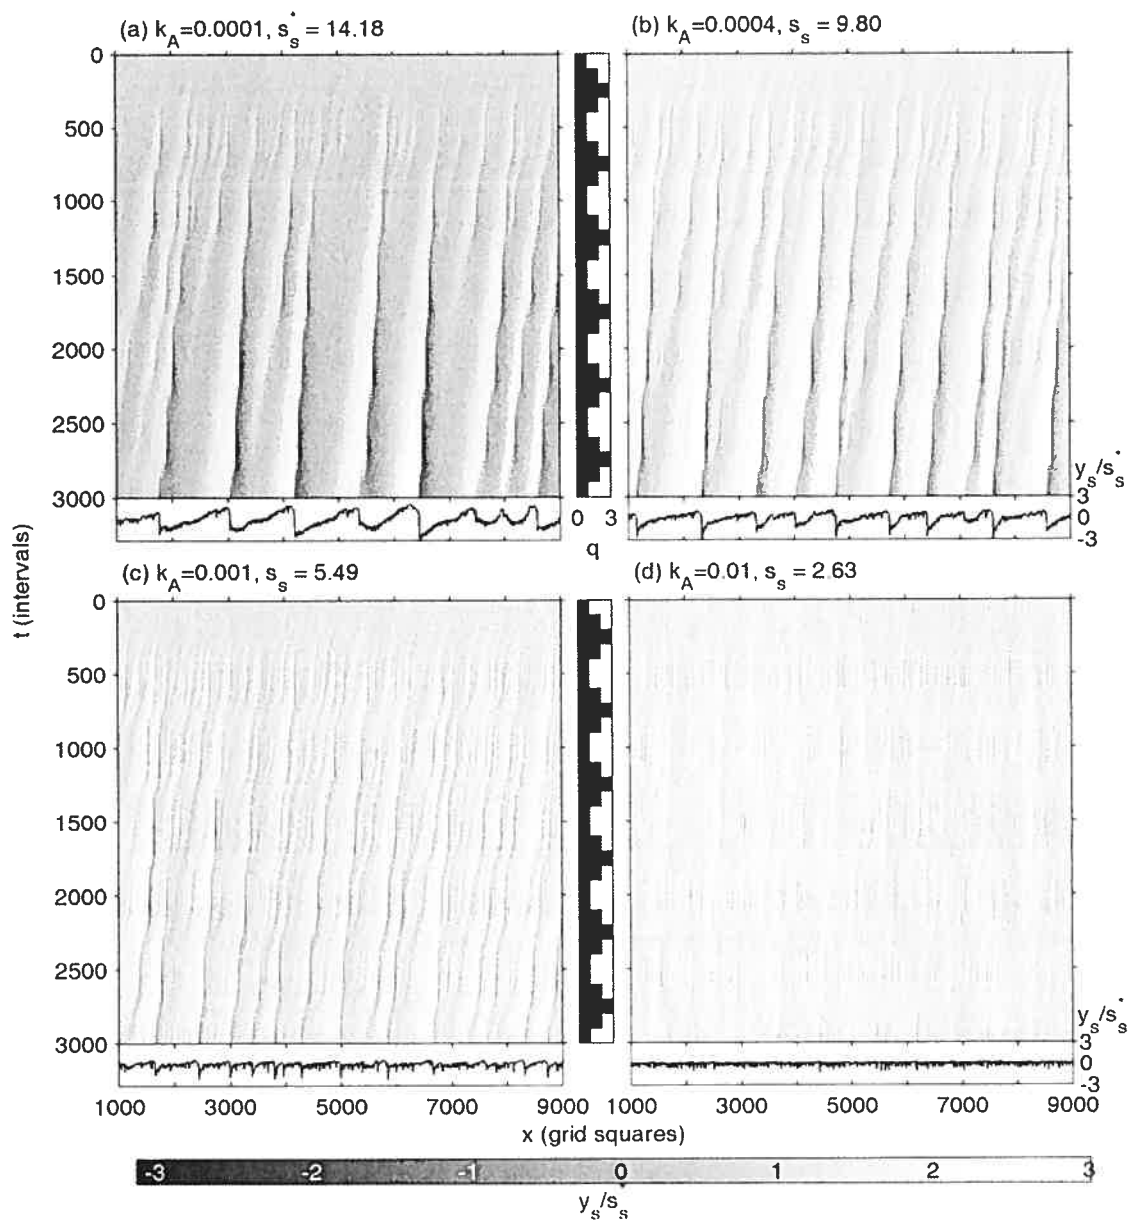 (a) k_A=0.0001, s_s^* = 14.18
(b) k_A=0.0004, s_s = 9.80
0
500
1000
1500
2000
2500
3000
0 3
q
y_s/s_s^*
3
0
-3
t (intervals)
(c) k_A=0.001, s_s = 5.49
(d) k_A=0.01, s_s = 2.63
0
500
1000
1500
2000
2500
3000
y_s/s_s^*
3
0
-3
1000 3000 5000 7000 9000 1000 3000 5000 7000 9000
x (grid squares)
-3 -2 -1 0 1 2 3
y_s/s_s